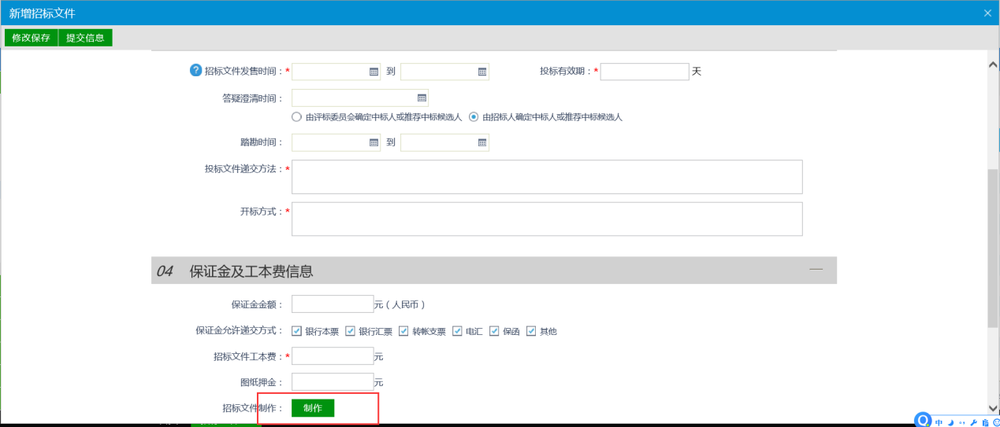 新增招标文件
修改保存 提交信息
招标文件发售时间：* 到 投标有效期：* 天
答疑澄清时间：
由评标委员会确定中标人或推荐中标候选人 由招标人确定中标人或推荐中标候选人
踏勘时间： 到
投标文件递交方法：*
开标方式：*
04 保证金及工本费信息
保证金金额： 元（人民币）
保证金允许递交方式： 银行本票 银行汇票 转帐支票 电汇 保函 其他
招标文件工本费：* 元
图纸押金： 元
招标文件制作： 制作
中